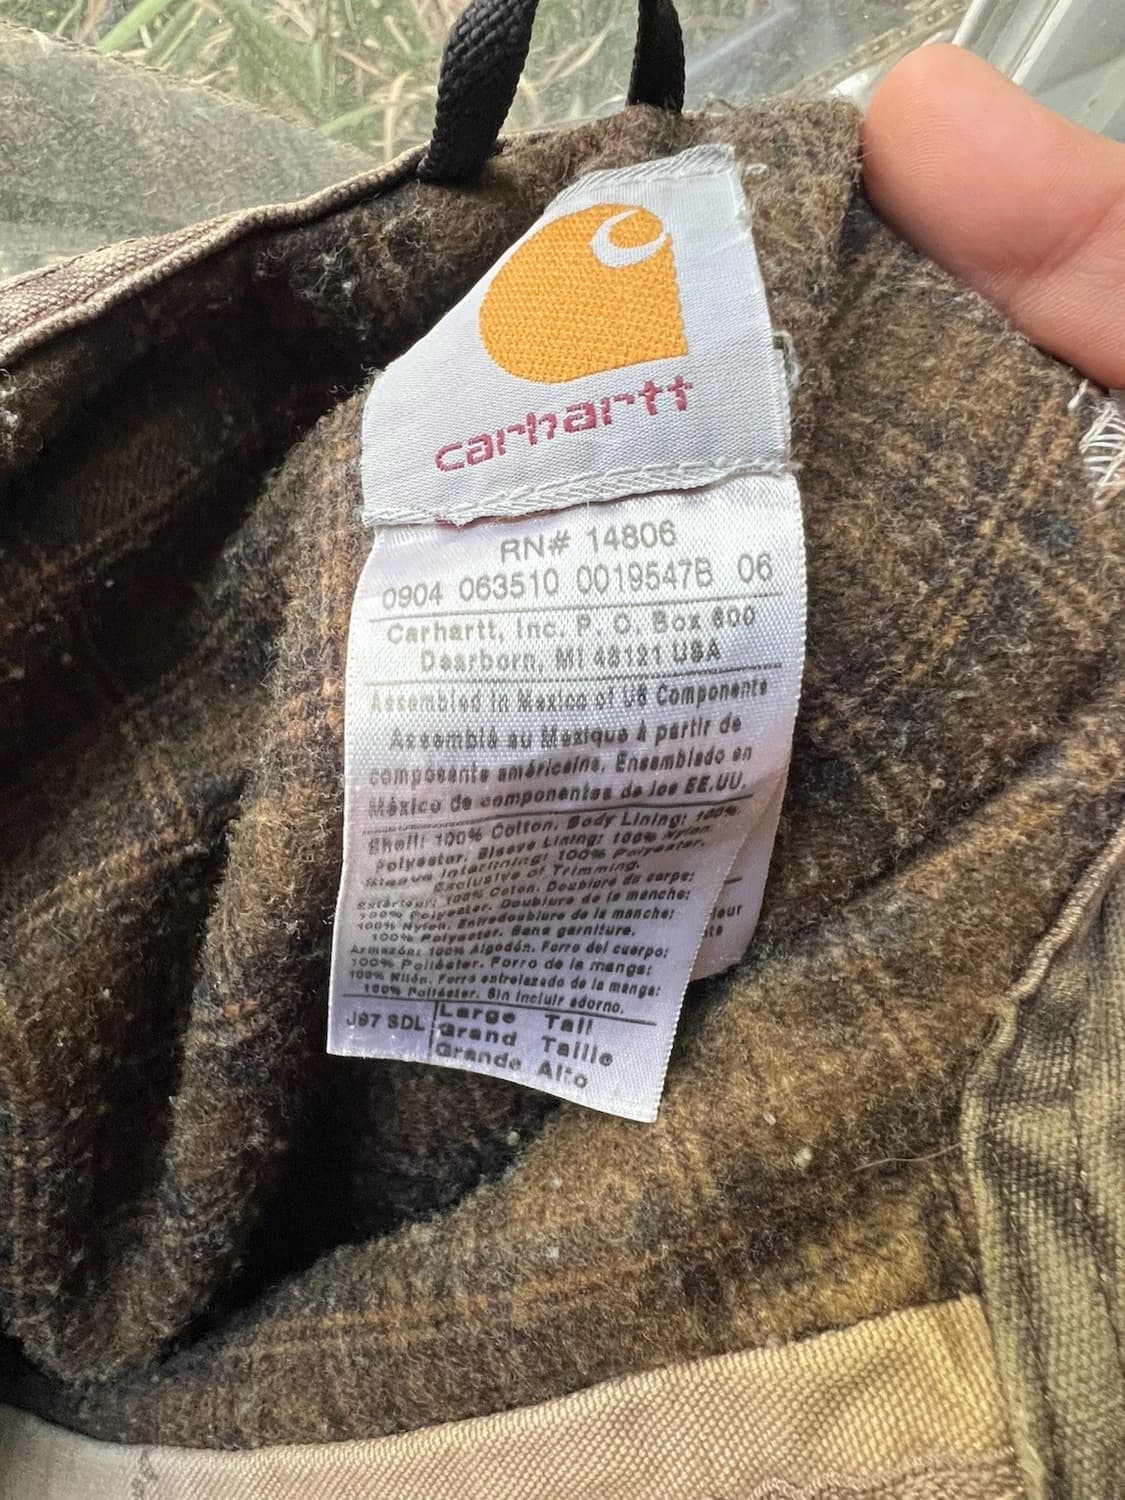 carhartt
RN# 14806
0904 063510 0019547B 06
Carhartt, Inc. P. O. Box 600
Dearborn, MI 48121 USA
Assembled in Mexico of US Components
Assemblé au Mexique à partir de
composants américains. Ensamblado en
México de componentes de los EE.UU.
Shell: 100% Cotton. Body Lining: 100%
Polyester. Sleeve Lining: 100% Nylon.
Sleeve Interlining: 100% Polyester.
Exclusive of Trimming.
Extérieur: 100% Coton. Doublure du corps:
100% Polyester. Doublure de la manche:
100% Nylon. Entredoublure de la manche:
100% Polyester. Sans garniture.
Armazón: 100% Algodón. Forro del cuerpo:
100% Poliéster. Forro de la manga:
100% Nilón. Forro entrelazado de la manga:
100% Poliéster. Sin incluir adorno.
J97 SDL
Large Tall
Grand Taille
Grande Alto